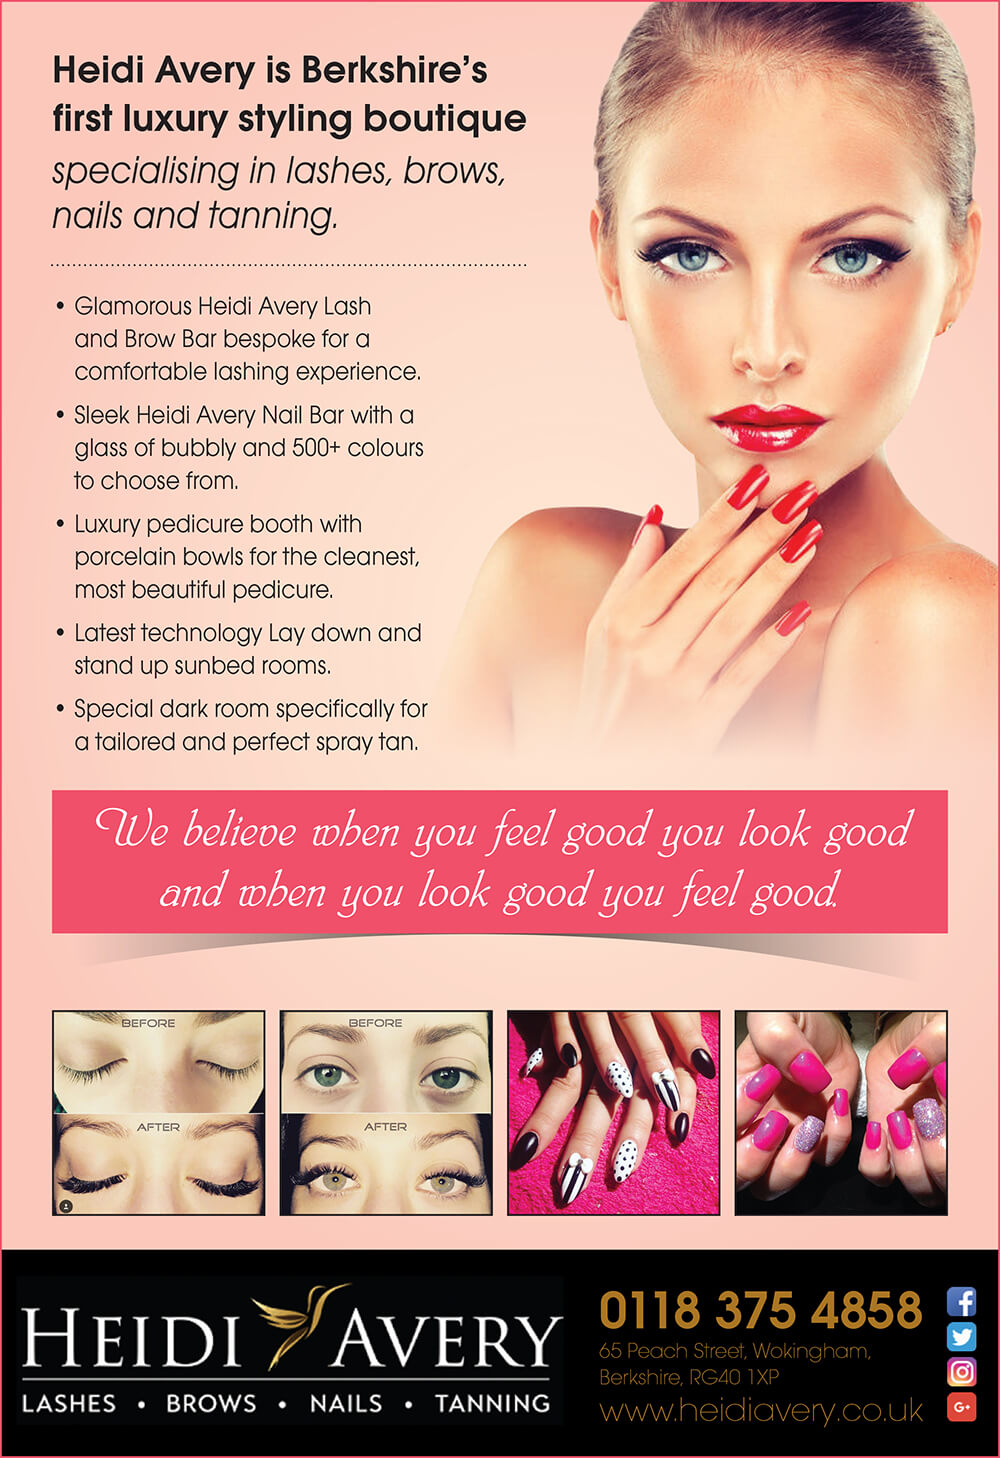 Heidi Avery is Berkshire's
first luxury styling boutique
specialising in lashes, brows,
nails and tanning.
• Glamorous Heidi Avery Lash
and Brow Bar bespoke for a
comfortable lashing experience.
• Sleek Heidi Avery Nail Bar with a
glass of bubbly and 500+ colours
to choose from.
• Luxury pedicure booth with
porcelain bowls for the cleanest,
most beautiful pedicure.
• Latest technology Lay down and
stand up sunbed rooms.
• Special dark room specifically for
a tailored and perfect spray tan.
We believe when you feel good you look good
and when you look good you feel good.
BEFORE
AFTER
BEFORE
AFTER
HEIDI AVERY
LASHES • BROWS • NAILS • TANNING
0118 375 4858
65 Peach Street, Wokingham,
Berkshire, RG40 1XP
www.heidiavery.co.uk
f
G+